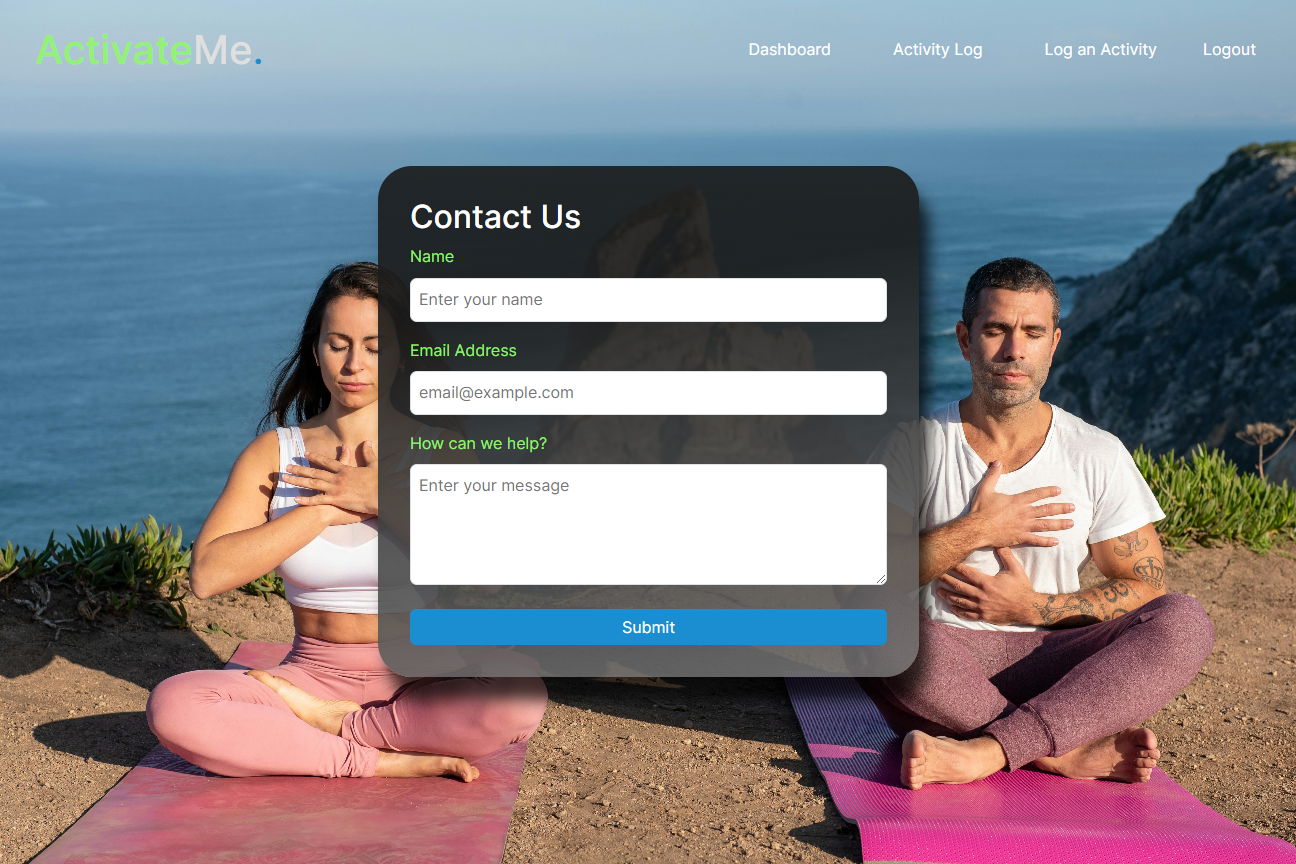 ActivateMe.
Dashboard Activity Log Log an Activity Logout
Contact Us
Name
Enter your name
Email Address
email@example.com
How can we help?
Enter your message
Submit